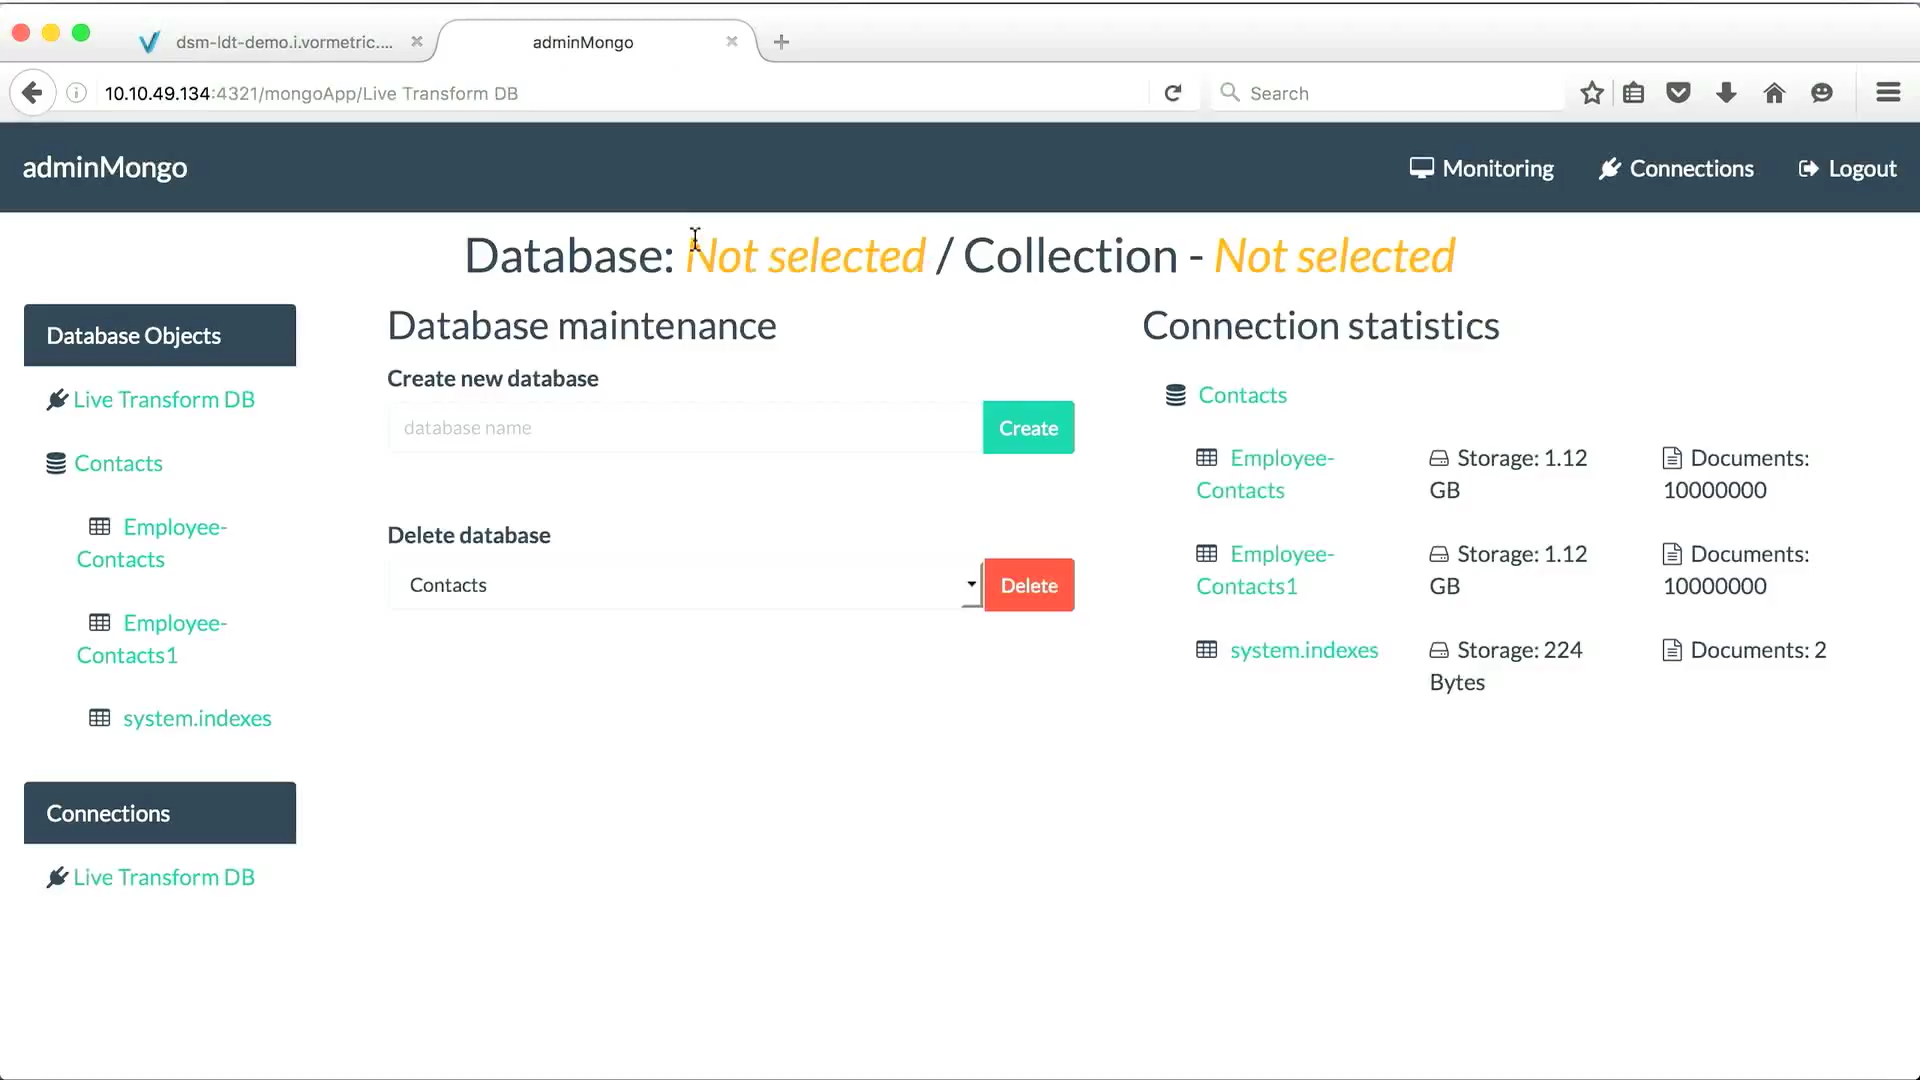 dsm-ldt-demo.i.vormetric....
adminMongo
10.10.49.134:4321/mongoApp/Live Transform DB
Search
adminMongo
Monitoring
Connections
Logout
Database: Not selected / Collection - Not selected
Database Objects
Live Transform DB
Contacts
Employee-
Contacts
Employee-
Contacts1
system.indexes
Connections
Live Transform DB
Database maintenance
Create new database
database name
Create
Delete database
Contacts
Delete
Connection statistics
Contacts
Employee-
Contacts
Storage: 1.12
GB
Documents:
10000000
Employee-
Contacts1
Storage: 1.12
GB
Documents:
10000000
system.indexes
Storage: 224
Bytes
Documents: 2